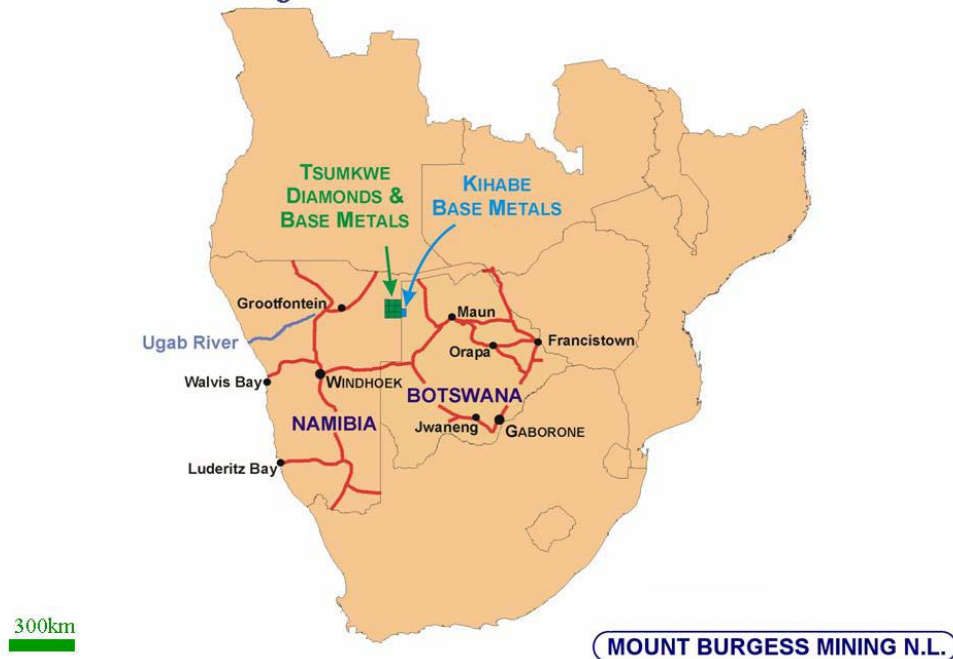 TSUMKWE
DIAMONDS &
BASE METALS
KIHABE
BASE METALS
Grootfontein
Maun
Ugab River
Orapa
Francistown
Walvis Bay
WINDHOEK
BOTSWANA
NAMIBIA
Jwaneng
GABORONE
Luderitz Bay
300km
MOUNT BURGESS MINING N.L.